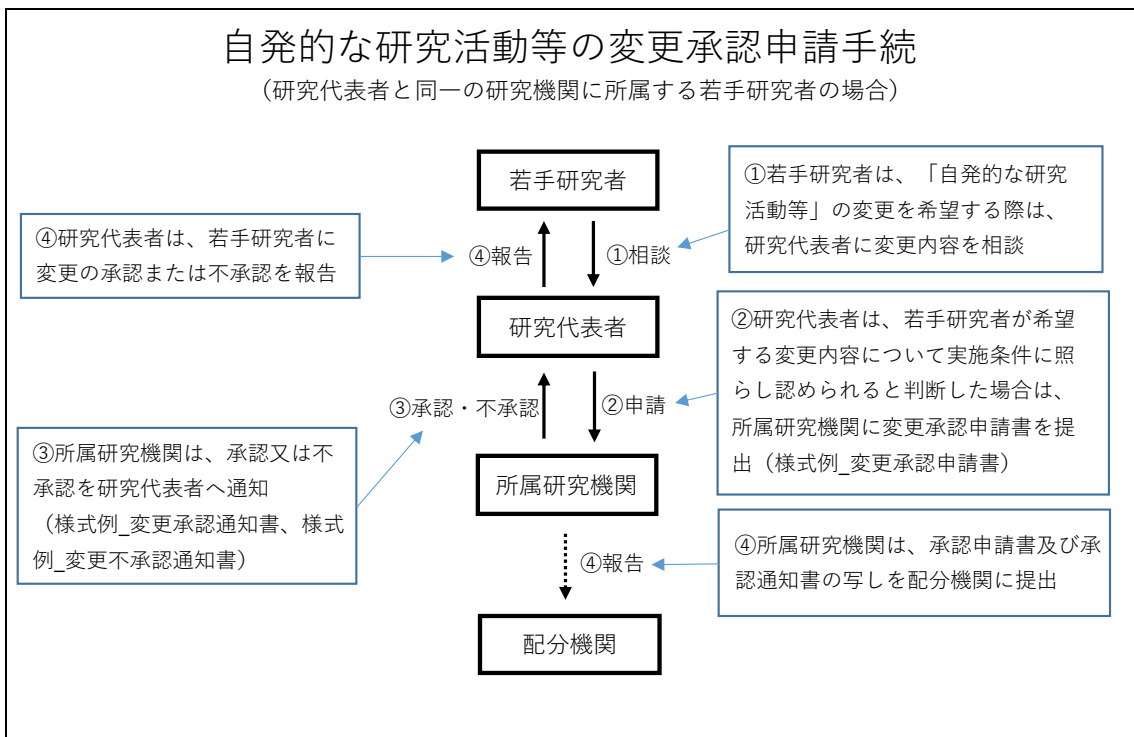 自発的な研究活動等の変更承認申請手続
（研究代表者と同一の研究機関に所属する若手研究者の場合）
若手研究者
①若手研究者は、「自発的な研究
活動等」の変更を希望する際は、
研究代表者に変更内容を相談
④研究代表者は、若手研究者に
変更の承認または不承認を報告
④報告
①相談
研究代表者
②研究代表者は、若手研究者が希望
する変更内容について実施条件に照
らし認められると判断した場合は、
所属研究機関に変更承認申請書を提
出（様式例_変更承認申請書）
③承認・不承認
②申請
③所属研究機関は、承認又は不
承認を研究代表者へ通知
（様式例_変更承認通知書、様式
例_変更不承認通知書）
所属研究機関
④報告
④所属研究機関は、承認申請書及び承
認通知書の写しを配分機関に提出
配分機関